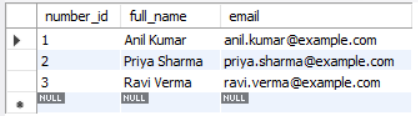 number_id full_name email
1 Anil Kumar anil.kumar@example.com
2 Priya Sharma priya.sharma@example.com
3 Ravi Verma ravi.verma@example.com
NULL NULL NULL